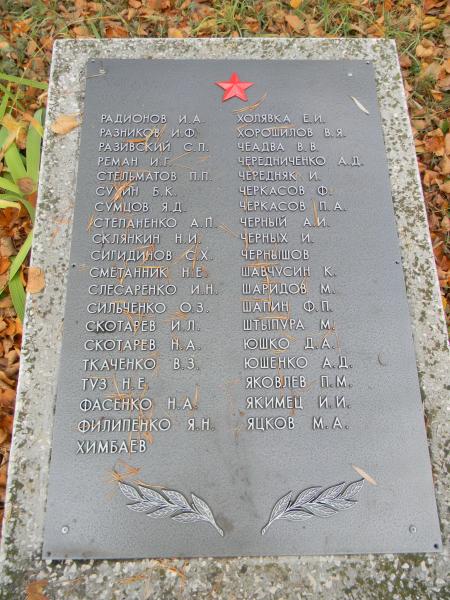 РАДИОНОВ И.А.
РАЗНИКОВ И.Ф.
РАЗИВСКИЙ С.П.
РЕМАН И.Г.
СТЕЛЬМАТОВ П.П.
СУХИН Б.К.
СУМЦОВ Я.Д.
СТЕПАНЕНКО А.П.
СКЛЯНКИН Н.И.
СИГИДИНОВ С.Х.
СМЕТАННИК Н.Е.
СЛЕСАРЕНКО И.Н.
СИЛЬЧЕНКО О.З.
СКОТАРЕВ И.Л.
СКОТАРЕВ Н.А.
ТКАЧЕНКО В.З.
ТУЗ Н.Е.
ФАСЕНКО Н.А.
ФИЛИПЕНКО Я.Н.
ХИМБАЕВ
ХОЛЯВКА Е.И.
ХОРОШИЛОВ В.Я.
ЧЕАДВА В.В.
ЧЕРЕДНИЧЕНКО А.Д.
ЧЕРЕДНЯК И.
ЧЕРКАСОВ Ф.
ЧЕРКАСОВ П.А.
ЧЕРНЫЙ А.И.
ЧЕРНЫХ И.
ЧЕРНЫШОВ
ШАВЧУСИН К.
ШАРИДОВ М.
ШАПИН Ф.П.
ШТЫПУРА М.
ЮШКО Д.А.
ЮШЕНКО А.Д.
ЯКОВЛЕВ П.М.
ЯКИМЕЦ И.И.
ЯЦКОВ М.А.